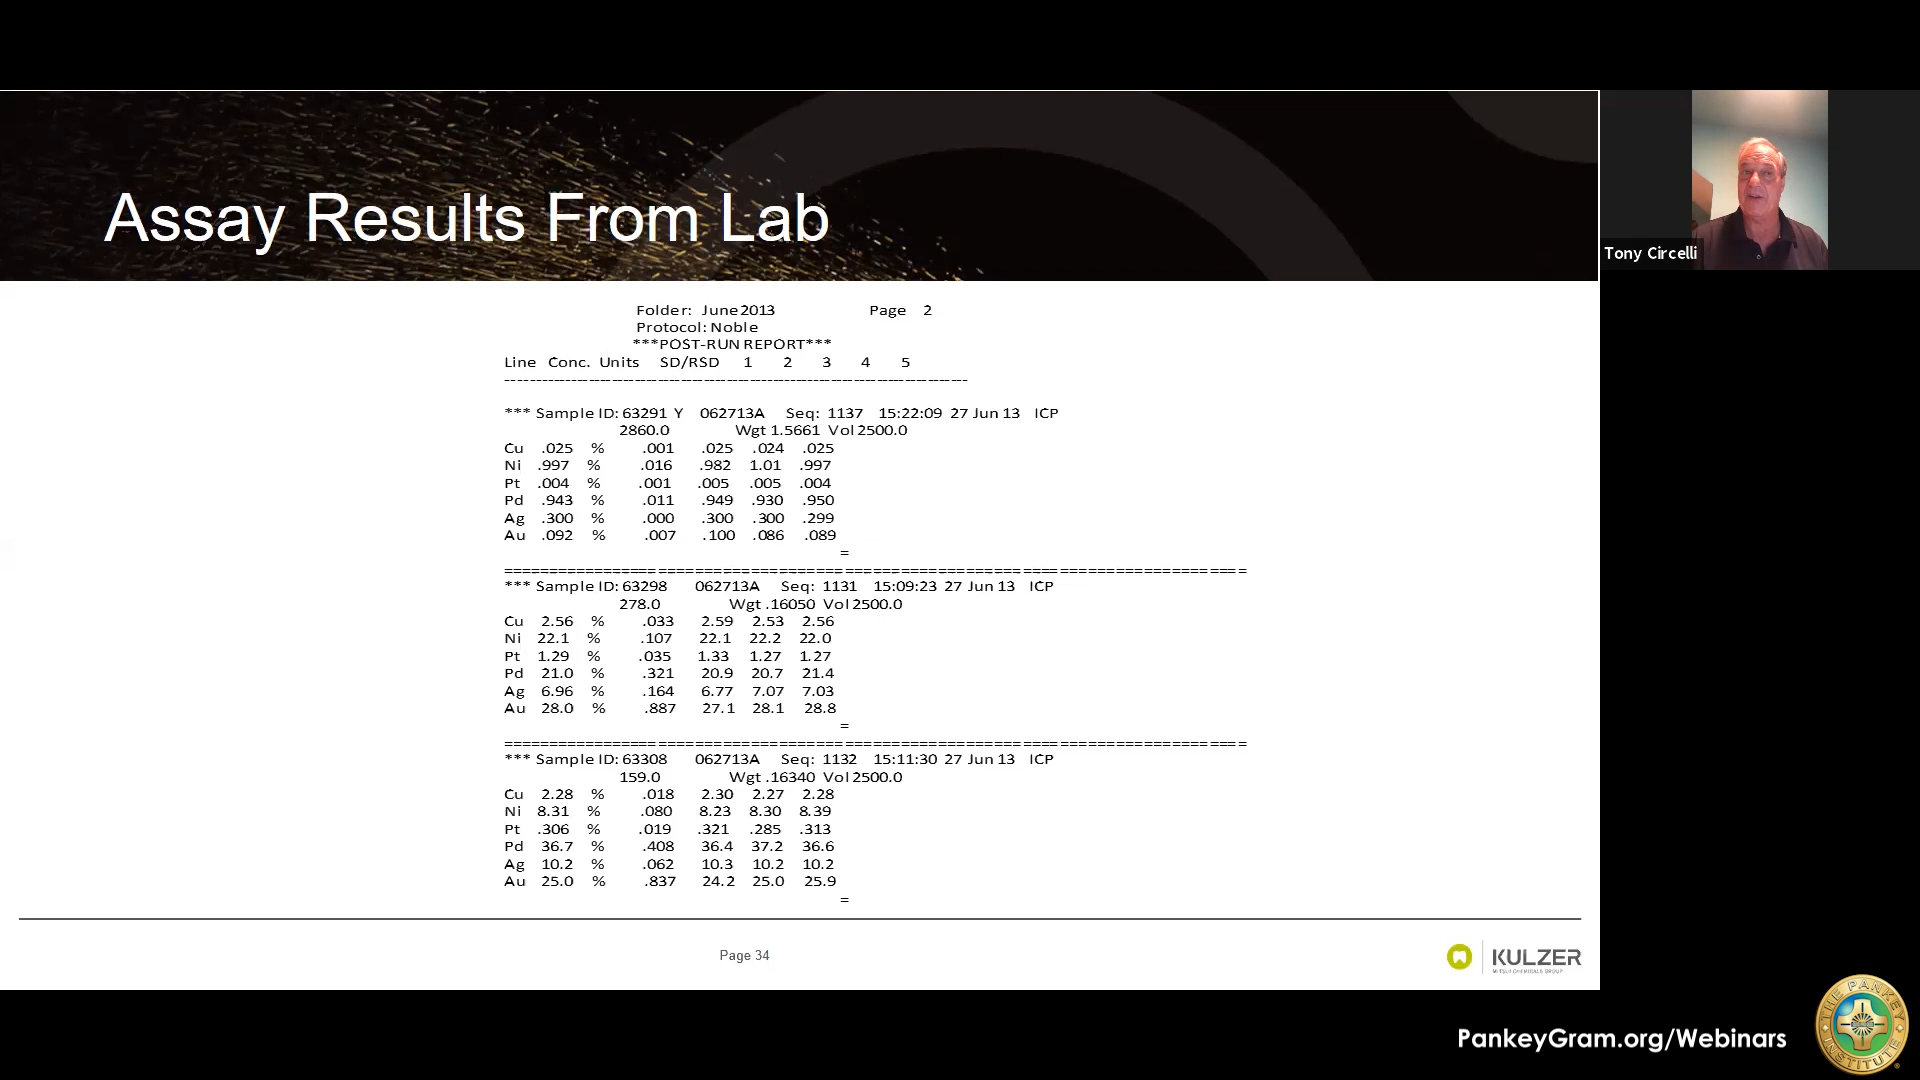 Assay Results From Lab
Tony Circelli
Folder: June2013 Page 2
Protocol: Noble
***POST-RUN REPORT***
Line Conc. Units SD/RSD 1 2 3 4 5
--------------------------------------------------------------------------------
*** Sample ID: 63291 Y 062713A Seq: 1137 15:22:09 27 Jun 13 ICP
2860.0 Wgt 1.5661 Vol 2500.0
Cu .025 % .001 .025 .024 .025
Ni .997 % .016 .982 1.01 .997
Pt .004 % .001 .005 .005 .004
Pd .943 % .011 .949 .930 .950
Ag .300 % .000 .300 .300 .299
Au .092 % .007 .100 .086 .089
=
================================================================================
*** Sample ID: 63298 062713A Seq: 1131 15:09:23 27 Jun 13 ICP
278.0 Wgt .16050 Vol 2500.0
Cu 2.56 % .033 2.59 2.53 2.56
Ni 22.1 % .107 22.1 22.2 22.0
Pt 1.29 % .035 1.33 1.27 1.27
Pd 21.0 % .321 20.9 20.7 21.4
Ag 6.96 % .164 6.77 7.07 7.03
Au 28.0 % .887 27.1 28.1 28.8
=
================================================================================
*** Sample ID: 63308 062713A Seq: 1132 15:11:30 27 Jun 13 ICP
159.0 Wgt .16340 Vol 2500.0
Cu 2.28 % .018 2.30 2.27 2.28
Ni 8.31 % .080 8.23 8.30 8.39
Pt .306 % .019 .321 .285 .313
Pd 36.7 % .408 36.4 37.2 36.6
Ag 10.2 % .062 10.3 10.2 10.2
Au 25.0 % .837 24.2 25.0 25.9
=
Page 34
KULZER
MITSUI CHEMICALS GROUP
PankeyGram.org/Webinars
THE PANKEY INSTITUTE